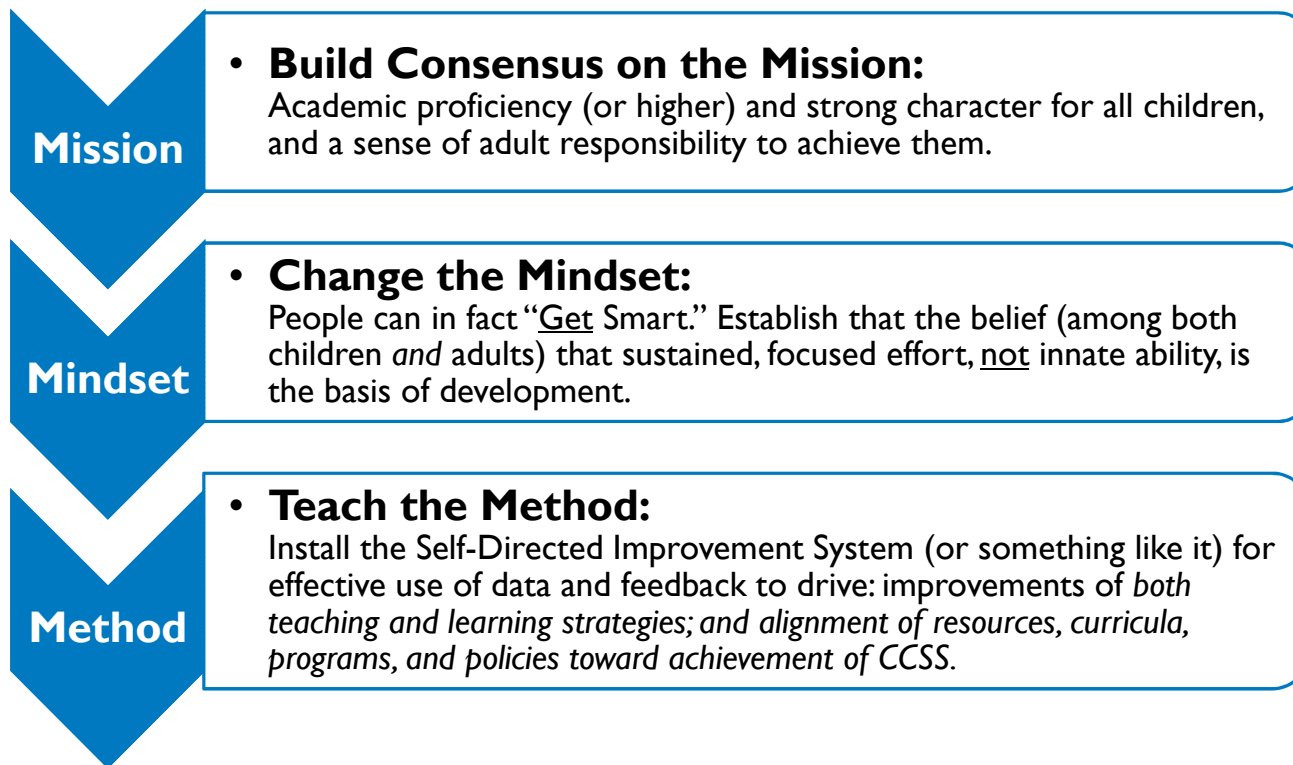 Mission
• Build Consensus on the Mission:
Academic proficiency (or higher) and strong character for all children,
and a sense of adult responsibility to achieve them.
Mindset
• Change the Mindset:
People can in fact “Get Smart.” Establish that the belief (among both
children and adults) that sustained, focused effort, not innate ability, is
the basis of development.
Method
• Teach the Method:
Install the Self-Directed Improvement System (or something like it) for
effective use of data and feedback to drive: improvements of both
teaching and learning strategies; and alignment of resources, curricula,
programs, and policies toward achievement of CCSS.